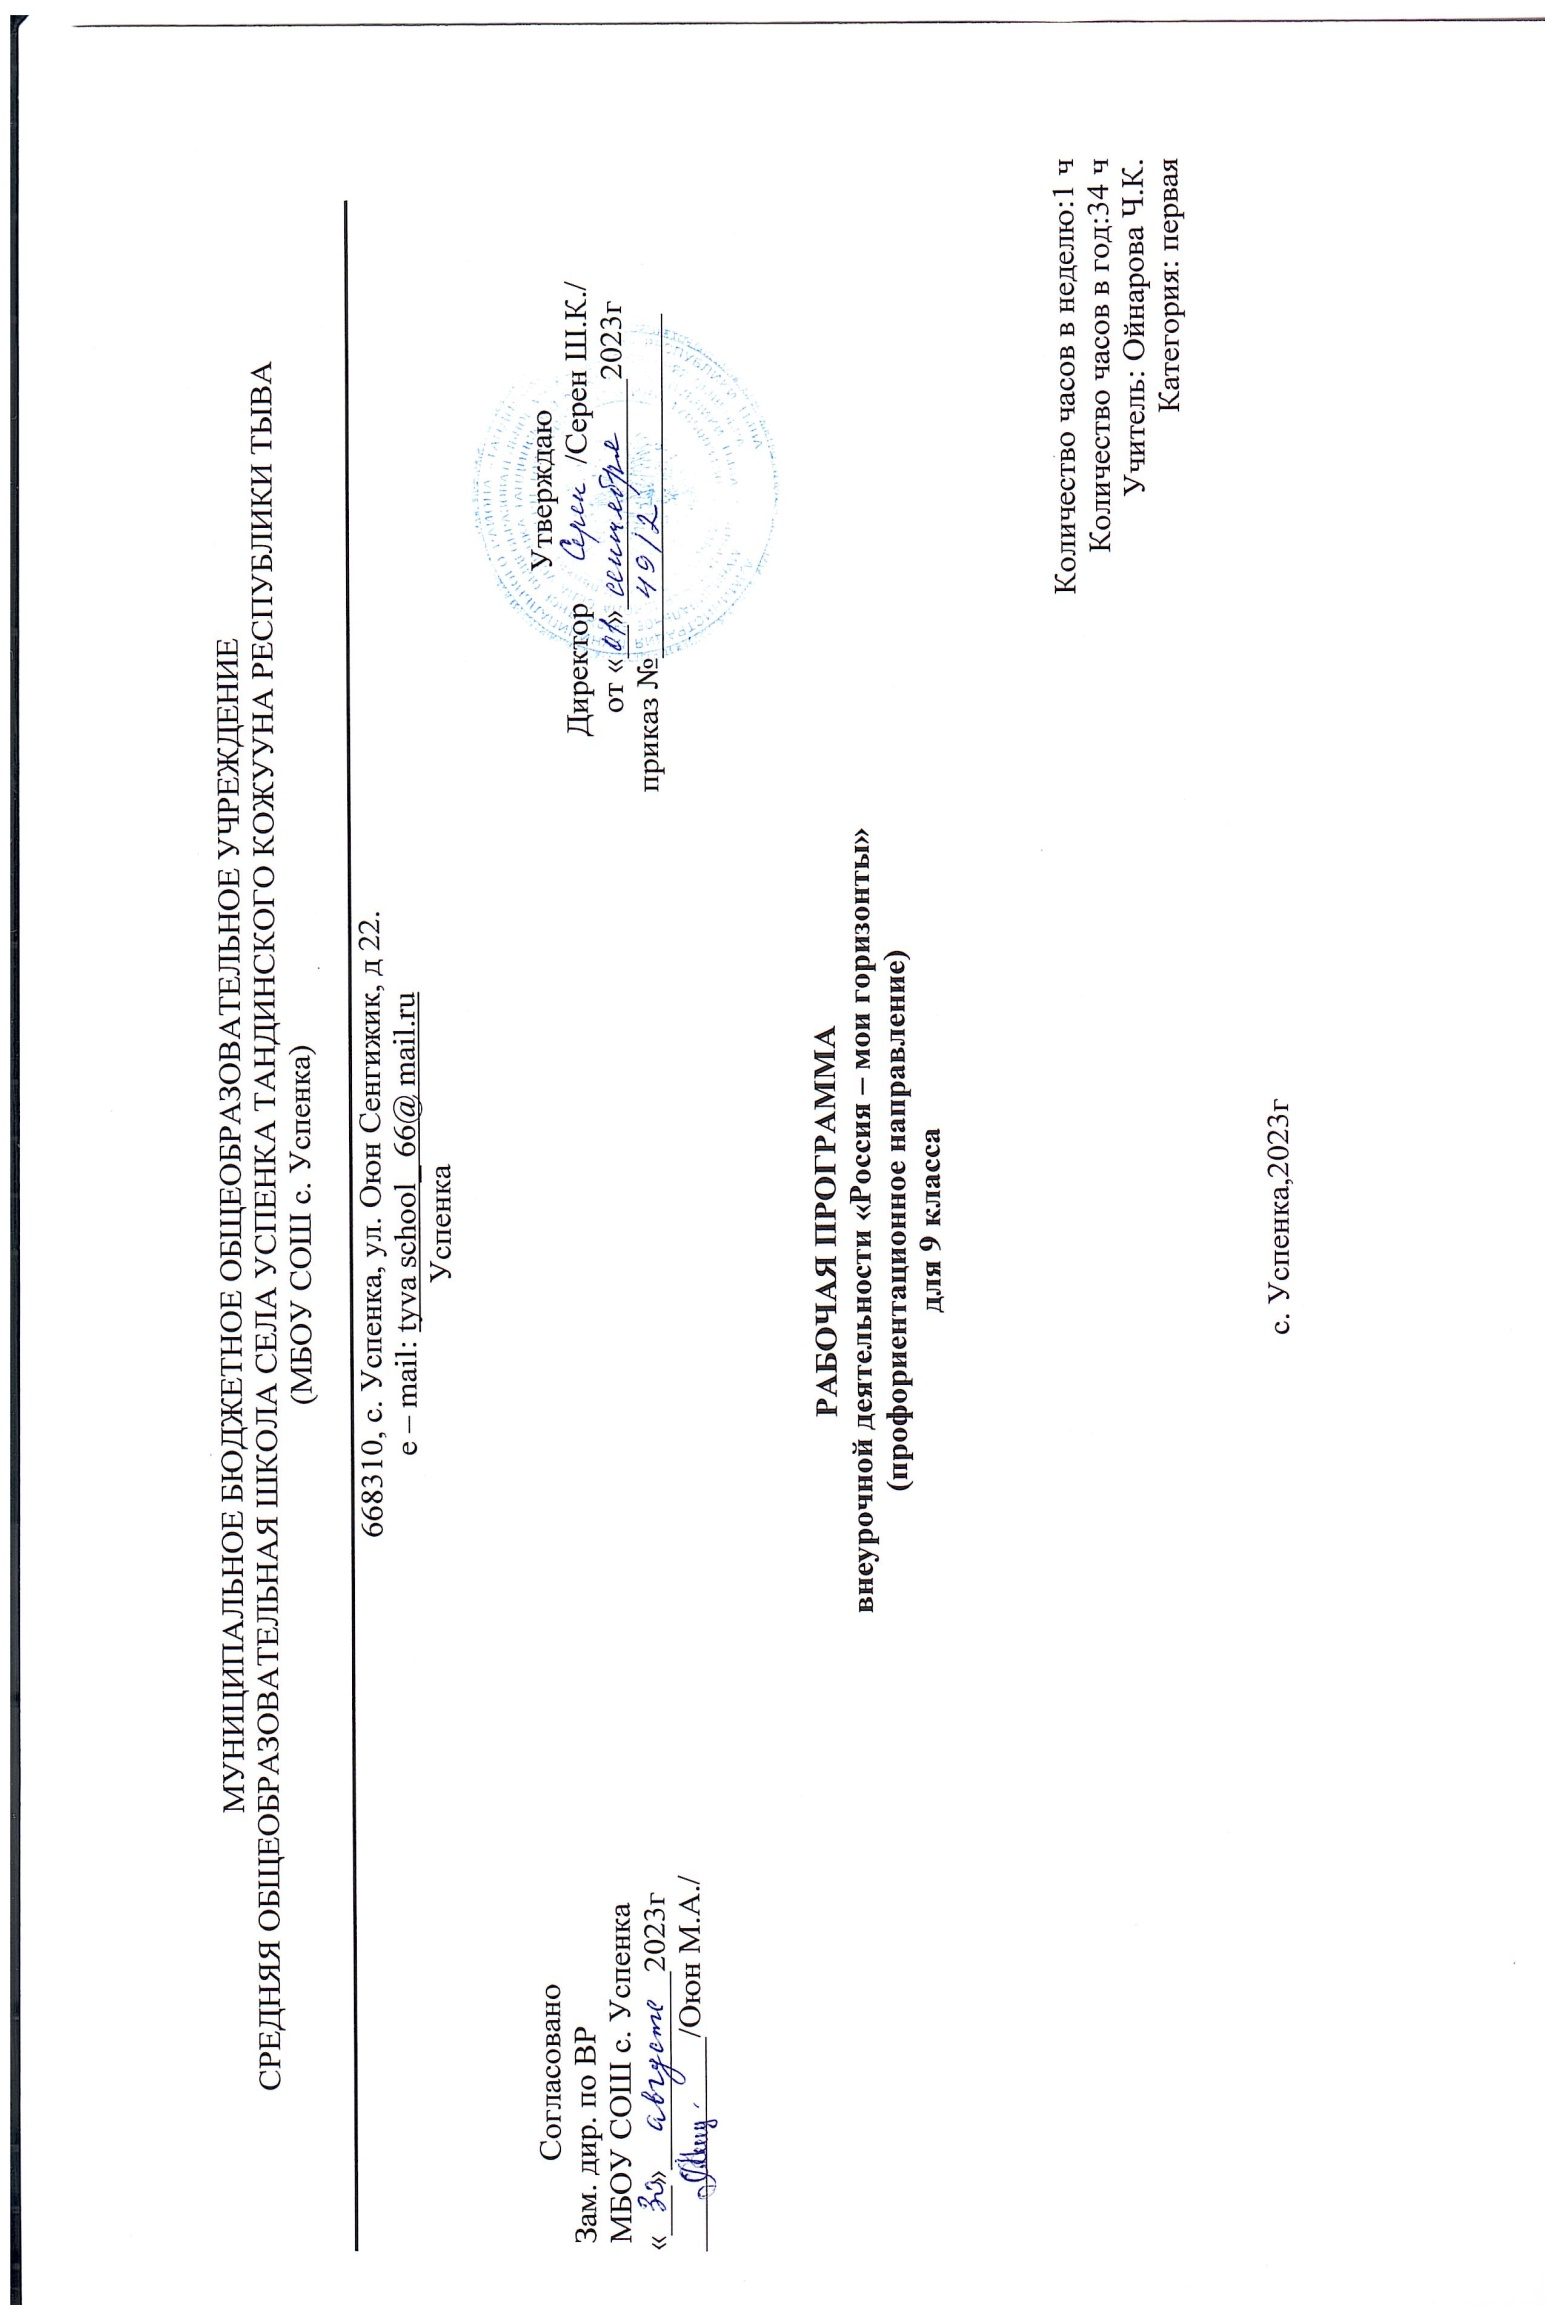 МУНИЦИПАЛЬНОЕ БЮДЖЕТНОЕ ОБЩЕОБРАЗОВАТЕЛЬНОЕ УЧРЕЖДЕНИЕ
СРЕДНЯЯ ОБЩЕОБРАЗОВАТЕЛЬНАЯ ШКОЛА СЕЛА УСПЕНКА ТАНДИНСКОГО КОЖУУНА РЕСПУБЛИКИ ТЫВА
(МБОУ СОШ с. Успенка)
668310, с. Успенка, ул. Оюн Сенгижик, д 22.
е – mail: tyva school_ 66@ mail.ru
Успенка
Согласовано
Зам. дир. по ВР
МБОУ СОШ с. Успенка
« 30» августа 2023г
/Оюн М.А./
Утверждаю
Директор Серен /Серен Ш.К./
от «01» сентября 2023г
приказ № 49/2
РАБОЧАЯ ПРОГРАММА
внеурочной деятельности «Россия – мои горизонты»
(профориентационное направление)
для 9 класса
Количество часов в неделю:1 ч
Количество часов в год:34 ч
Учитель: Ойнарова Ч.К.
Категория: первая
с. Успенка,2023г